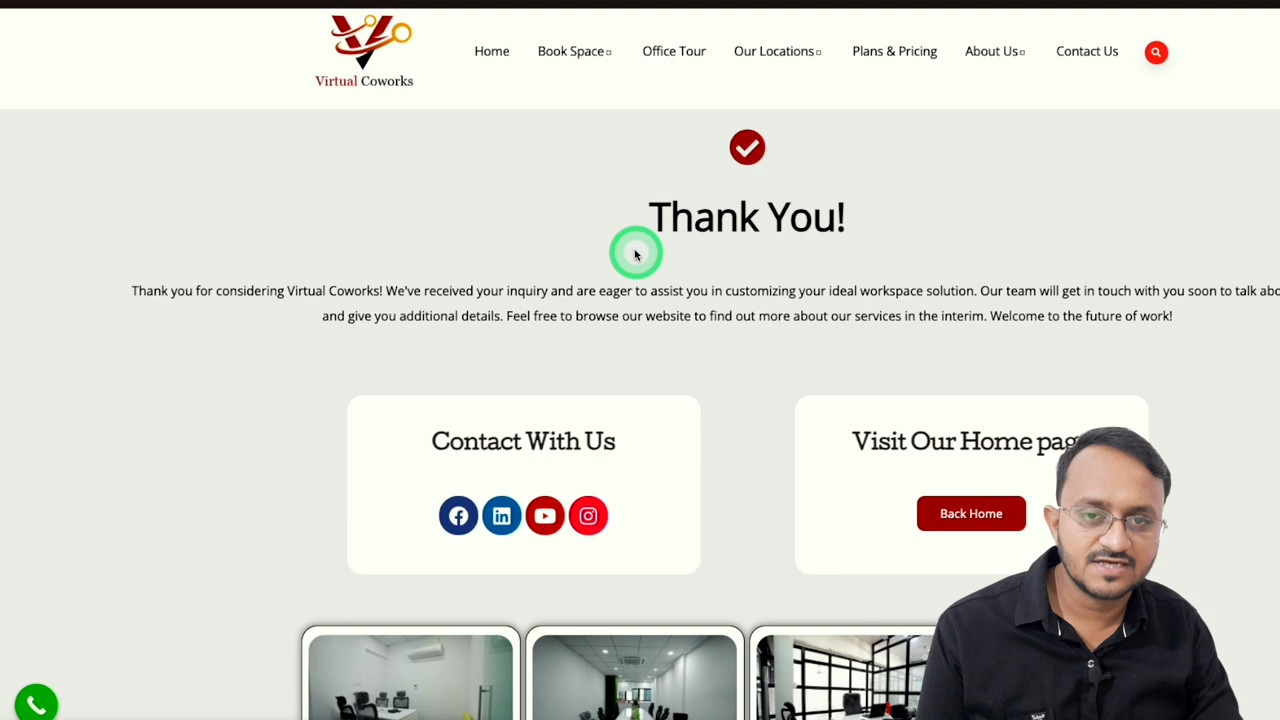 Virtual Coworks
Home Book Space Office Tour Our Locations Plans & Pricing About Us Contact Us
Thank You!
Thank you for considering Virtual Coworks! We've received your inquiry and are eager to assist you in customizing your ideal workspace solution. Our team will get in touch with you soon to talk
and give you additional details. Feel free to browse our website to find out more about our services in the interim. Welcome to the future of work!
Contact With Us
Visit Our Home
Back Home